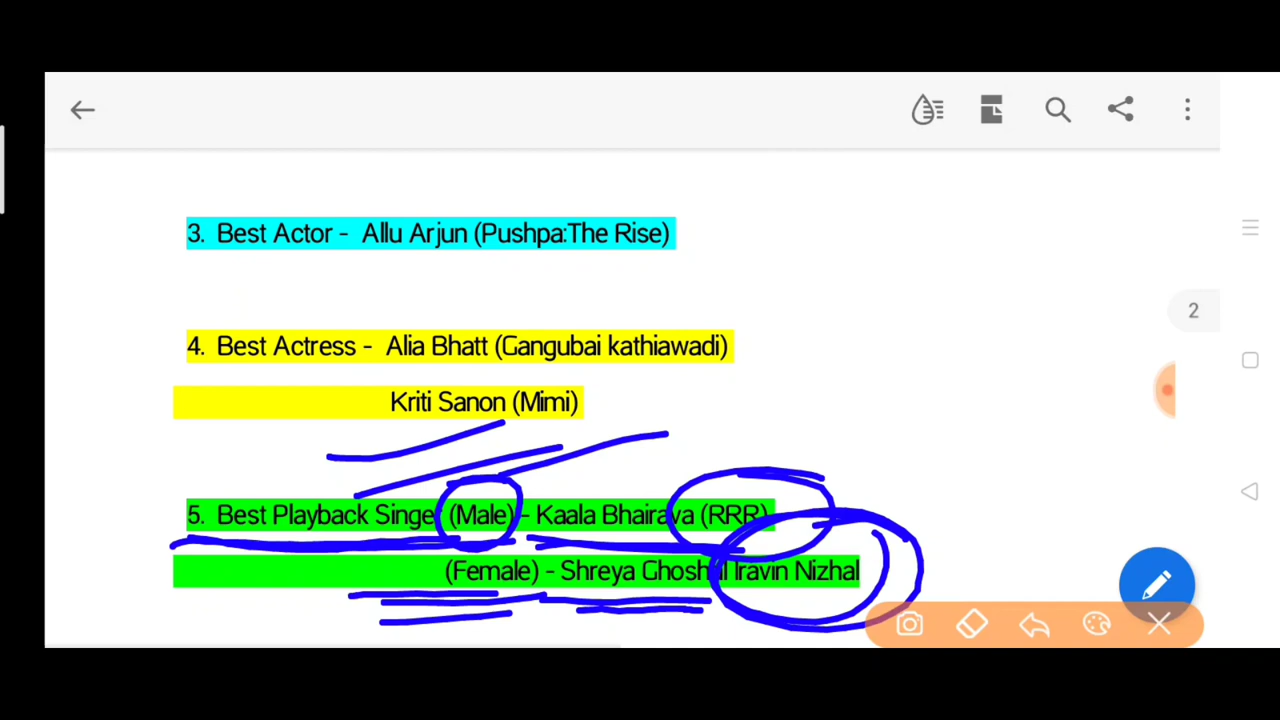 3. Best Actor - Allu Arjun (Pushpa:The Rise)
2
4. Best Actress - Alia Bhatt (Gangubai kathiawadi)
Kriti Sanon (Mimi)
5. Best Playback Singer (Male) - Kaala Bhairava (RRR)
(Female) - Shreya Ghoshal Iravin Nizhal